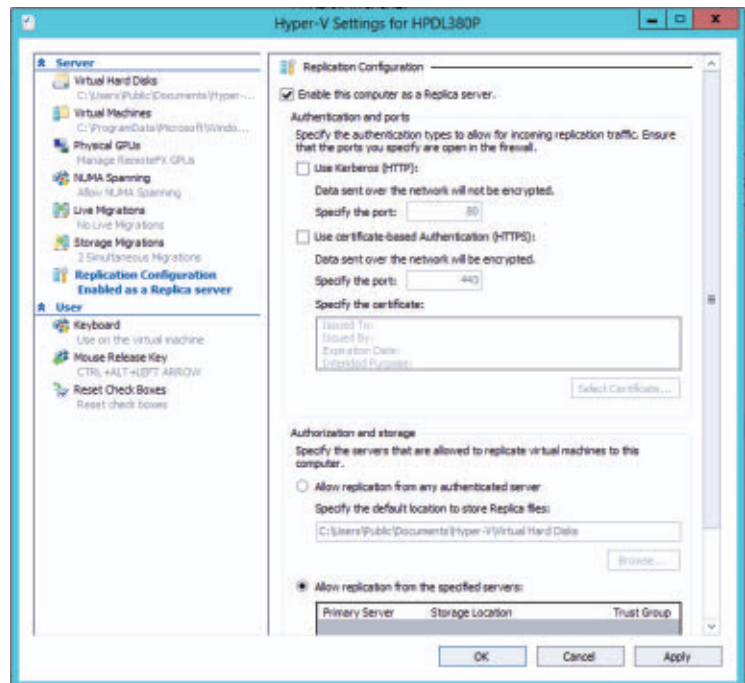 Hyper-V Settings for HPDL380P
Server
Virtual Hard Disks
C:\Users\Public\Documents\Hyper-...
Virtual Machines
C:\ProgramData\Microsoft\Windo...
Physical GPUs
Manage RemoteFX GPUs
NUMA Spanning
Allow NUMA Spanning
Live Migrations
No Live Migrations
Storage Migrations
2 Simultaneous Migrations
Replication Configuration
Enabled as a Replica server
User
Keyboard
Use on the virtual machine
Mouse Release Key
CTRL+ALT+LEFT ARROW
Reset Check Boxes
Reset check boxes
Replication Configuration
Enable this computer as a Replica server.
Authentication and ports
Specify the authentication types to allow for incoming replication traffic. Ensure
that the ports you specify are open in the firewall.
Use Kerberos (HTTP):
Data sent over the network will not be encrypted.
Specify the port: 80
Use certificate-based Authentication (HTTPS):
Data sent over the network will be encrypted.
Specify the port: 443
Specify the certificate:
Issued To:
Issued By:
Expiration Date:
Intended Purpose:
Select Certificate...
Authorization and storage
Specify the servers that are allowed to replicate virtual machines to this
computer.
Allow replication from any authenticated server
Specify the default location to store Replica files:
C:\Users\Public\Documents\Hyper-V\Virtual Hard Disks
Browse...
Allow replication from the specified servers:
Primary Server Storage Location Trust Group
OK Cancel Apply